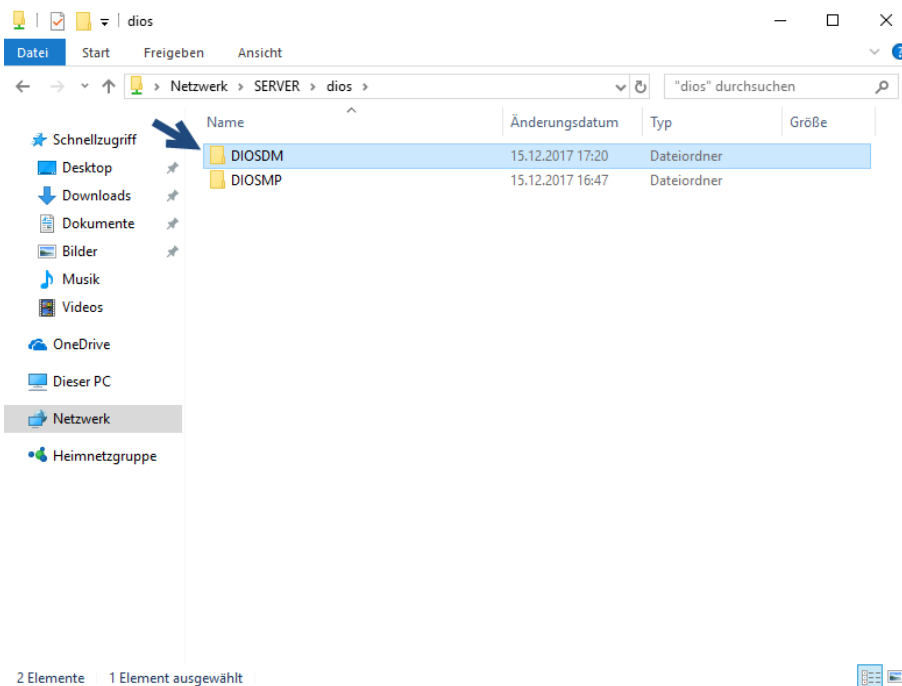 dios
Datei Start Freigeben Ansicht
Netzwerk SERVER dios "dios" durchsuchen
Name Änderungsdatum Typ Größe
Schnellzugriff
DIOSDM 15.12.2017 17:20 Dateiordner
Desktop
DIOSMP 15.12.2017 16:47 Dateiordner
Downloads
Dokumente
Bilder
Musik
Videos
OneDrive
Dieser PC
Netzwerk
Heimnetzgruppe
2 Elemente 1 Element ausgewählt